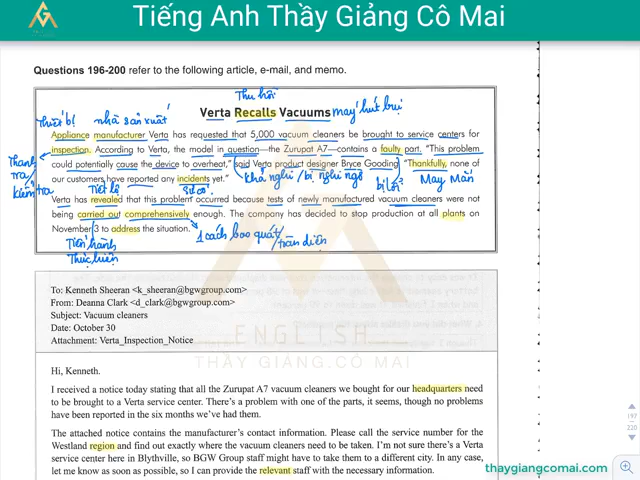 Tiếng Anh Thầy Giảng Cô Mai
Questions 196-200 refer to the following article, e-mail, and memo.
Thu hồi
Verta Recalls Vacuums máy hút bụi
Thiết bị nhà sản xuất
Appliance manufacturer Verta has requested that 5,000 vacuum cleaners be brought to service centers for
inspection. According to Verta, the model in question—the Zurupat A7—contains a faulty part. "This problem
could potentially cause the device to overheat," said Verta product designer Bryce Gooding. "Thankfully, none of
our customers have reported any incidents yet."
Thanh
tra/
kiểm tra
khả nghi/bị nghi ngờ
bị lỗi
May mắn
Tiết lộ
sự cố
Verta has revealed that this problem occurred because tests of newly manufactured vacuum cleaners were not
being carried out comprehensively enough. The company has decided to stop production at all plants on
November 3 to address the situation.
1 cách bao quát/toàn diện
Tiến hành
Thực hiện
To: Kenneth Sheeran <k_sheeran@bgwgroup.com>
From: Deanna Clark <d_clark@bgwgroup.com>
Subject: Vacuum cleaners
Date: October 30
Attachment: Verta_Inspection_Notice
ENGLISH
THẦY GIẢNG CÔ MAI
Hi, Kenneth.
I received a notice today stating that all the Zurupat A7 vacuum cleaners we bought for our headquarters need
to be brought to a Verta service center. There's a problem with one of the parts, it seems, though no problems
have been reported in the six months we've had them.
The attached notice contains the manufacturer's contact information. Please call the service number for the
Westland region and find out exactly where the vacuum cleaners need to be taken. I'm not sure there's a Verta
service center here in Blythville, so BGW Group staff might have to take them to a different city. In any case,
let me know as soon as possible, so I can provide the relevant staff with the necessary information.
197
220
thaygiangcomai.com